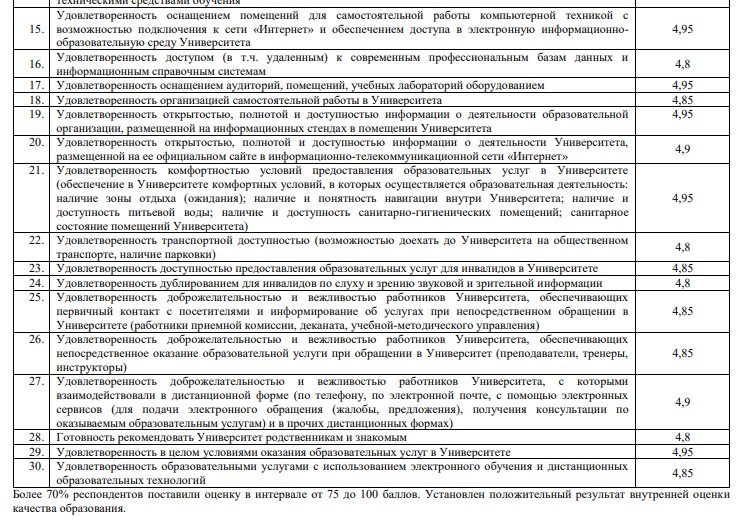 техническими средствами обучения
15. Удовлетворенность оснащением помещений для самостоятельной работы компьютерной техникой с
возможностью подключения к сети «Интернет» и обеспечением доступа в электронную информационно-
образовательную среду Университета
4,95
16. Удовлетворенность доступом (в т.ч. удаленным) к современным профессиональным базам данных и
информационным справочным системам
4,8
17. Удовлетворенность оснащением аудиторий, помещений, учебных лабораторий оборудованием 4,95
18. Удовлетворенность организацией самостоятельной работы в Университета 4,85
19. Удовлетворенность открытостью, полнотой и доступностью информации о деятельности образовательной 4,95
организации, размещенной на информационных стендах в помещении Университета
20. Удовлетворенность открытостью, полнотой и доступностью информации о деятельности Университета,
размещенной на ее официальном сайте в информационно-телекоммуникационной сети «Интернет»
4,9
21. Удовлетворенность комфортностью условий предоставления образовательных услуг в Университете
(обеспечение в Университете комфортных условий, в которых осуществляется образовательная деятельность:
наличие зоны отдыха (ожидания); наличие и понятность навигации внутри Университета; наличие и
доступность питьевой воды; наличие и доступность санитарно-гигиенических помещений; санитарное
состояние помещений Университета)
4,95
22. Удовлетворенность транспортной доступностью (возможностью доехать до Университета на общественном
транспорте, наличие парковки)
4,8
23. Удовлетворенность доступностью предоставления образовательных услуг для инвалидов в Университете 4,85
24. Удовлетворенность дублированием для инвалидов по слуху и зрению звуковой и зрительной информации 4,8
25. Удовлетворенность доброжелательностью и вежливостью работников Университета, обеспечивающих
первичный контакт с посетителями и информирование об услугах при непосредственном обращении в
Университете (работники приемной комиссии, деканата, учебной-методического управления)
4,85
26. Удовлетворенность доброжелательностью и вежливостью работников Университета, обеспечивающих
непосредственное оказание образовательной услуги при обращении в Университет (преподаватели, тренеры,
инструкторы)
4,85
27. Удовлетворенность доброжелательностью и вежливостью работников Университета, с которыми
взаимодействовали в дистанционной форме (по телефону, по электронной почте, с помощью электронных
сервисов (для подачи электронного обращения (жалобы, предложения), получения консультации по
оказываемым образовательным услугам) и в прочих дистанционных формах)
4,9
28. Готовность рекомендовать Университет родственникам и знакомым 4,8
29. Удовлетворенность в целом условиями оказания образовательных услуг в Университете 4,95
30. Удовлетворенность образовательными услугами с использованием электронного обучения и дистанционных
образовательных технологий
4,85
Более 70% респондентов поставили оценку в интервале от 75 до 100 баллов. Установлен положительный результат внутренней оценки
качества образования.